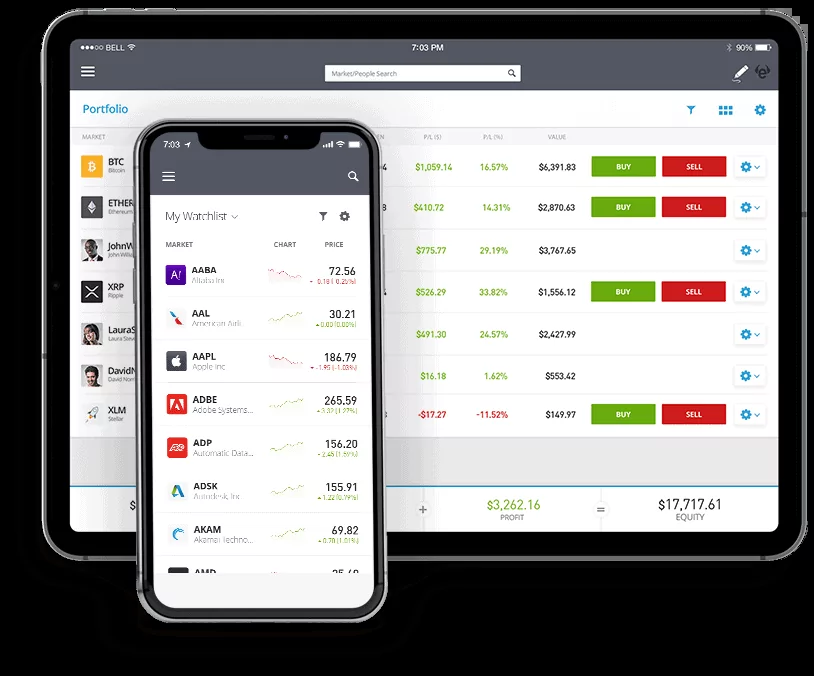 ●●●○○ BELL 7:03 PM 90%
Market/People Search
Portfolio
MARKET P/L ($) P/L (%) VALUE
BTC
Bitcoin
$1,059.14 16.57% $6,391.83 BUY SELL
ETHER
Ethereum
$410.72 14.31% $2,870.63 BUY SELL
JohnW
$775.77 29.19% $3,767.65
XRP
Ripple
$526.29 33.82% $1,556.12 BUY SELL
LauraS
$491.30 24.57% $2,427.99
DavidN
$16.18 1.62% $553.42
XLM
Stellar
-$17.27 -11.52% $149.97 BUY SELL
$ + $3,262.16 = $17,717.61
PROFIT EQUITY
7:03
My Watchlist
MARKET CHART PRICE
AABA 72.56
Altaba Inc -0.18 (-0.25%)
AAL 30.21
American Airli... 0.00 (0.00%)
AAPL 186.79
Apple Inc -1.95 (-1.03%)
ADBE 265.59
Adobe Systems... 3.32 (1.27%)
ADP 156.20
Automatic Data... 2.45 (1.59%)
ADSK 155.91
Autodesk, Inc 1.22 (0.79%)
AKAM 69.82
Akamai Techno... 0.70 (1.01%)
AMD